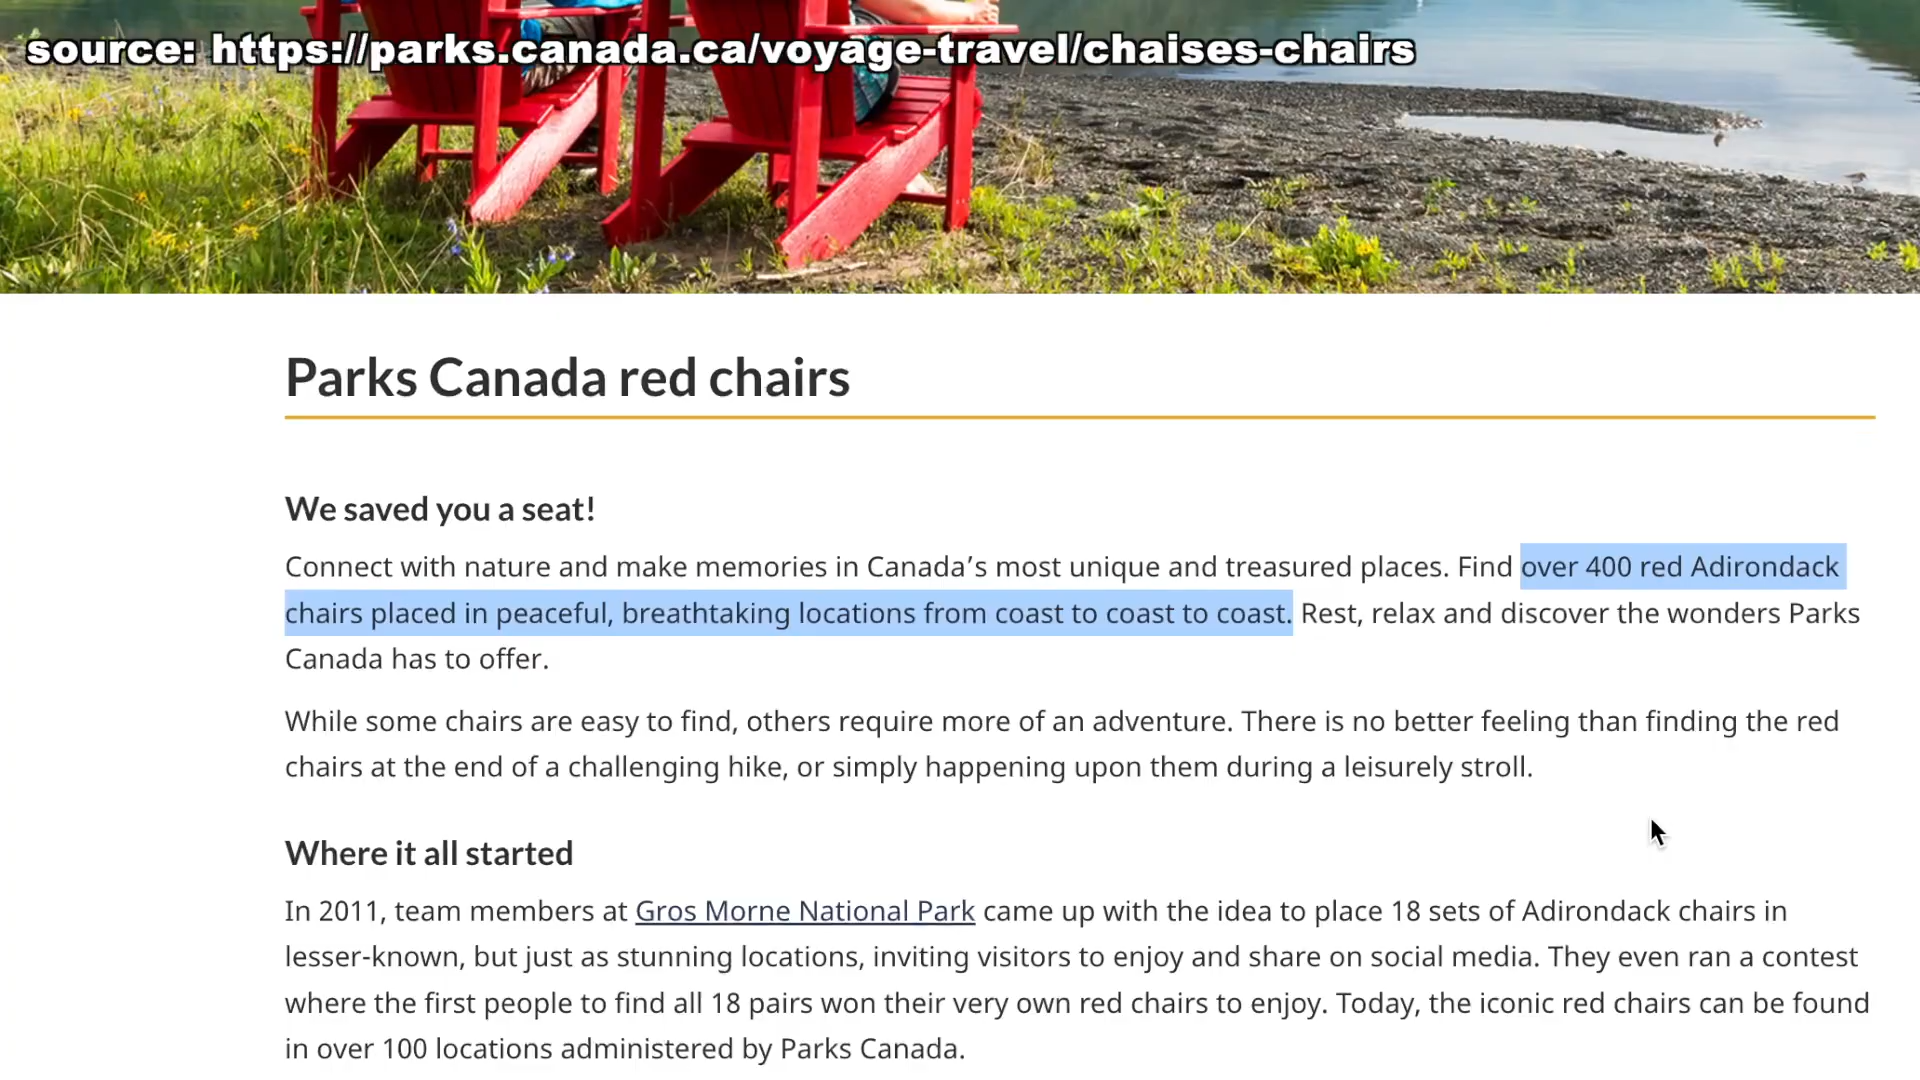 source: https://parks.canada.ca/voyage-travel/chaises-chairs
Parks Canada red chairs
We saved you a seat!
Connect with nature and make memories in Canada’s most unique and treasured places. Find over 400 red Adirondack
chairs placed in peaceful, breathtaking locations from coast to coast to coast. Rest, relax and discover the wonders Parks
Canada has to offer.
While some chairs are easy to find, others require more of an adventure. There is no better feeling than finding the red
chairs at the end of a challenging hike, or simply happening upon them during a leisurely stroll.
Where it all started
In 2011, team members at Gros Morne National Park came up with the idea to place 18 sets of Adirondack chairs in
lesser-known, but just as stunning locations, inviting visitors to enjoy and share on social media. They even ran a contest
where the first people to find all 18 pairs won their very own red chairs to enjoy. Today, the iconic red chairs can be found
in over 100 locations administered by Parks Canada.